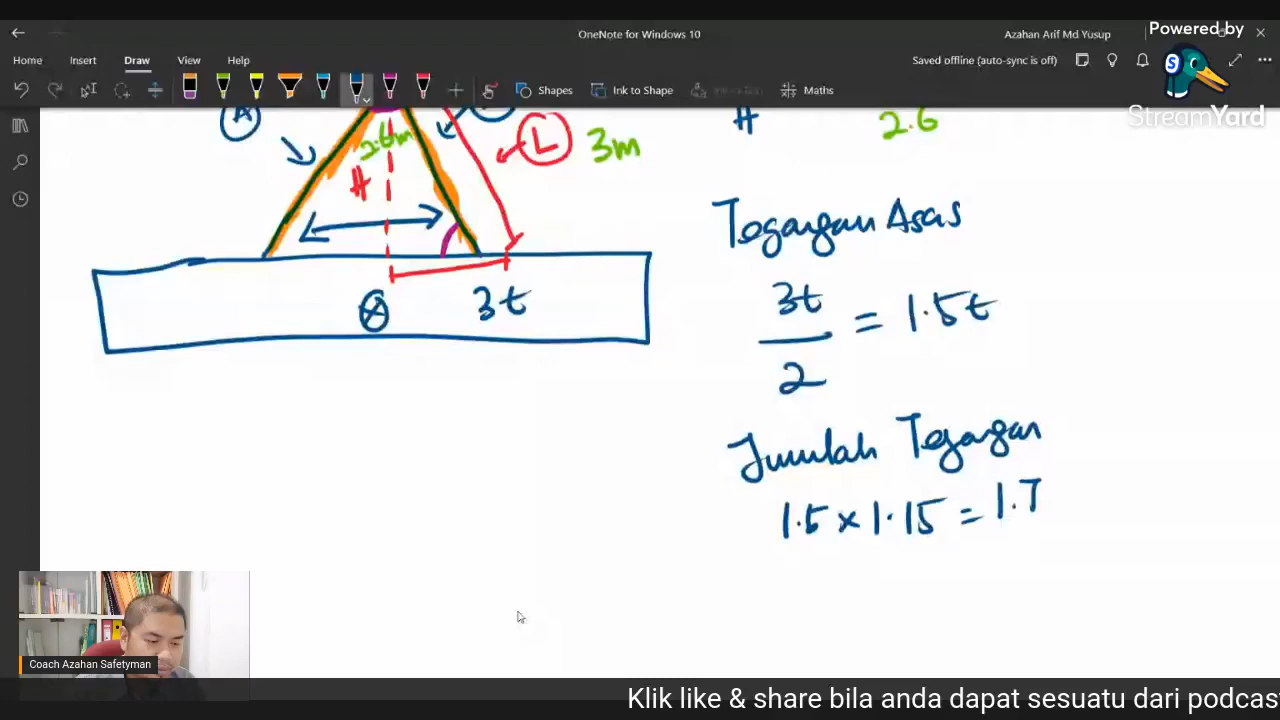 Powered by
OneNote for Windows 10
Azahan Arif Md Yusup
Home Insert Draw View Help
Saved offline (auto-sync is off)
S
StreamYard
Shapes
Ink to Shape
Maths
A
2.6m
L
3m
H
H
2.6
3t
Tegangan Asas
3t
= 1.5t
2
Jumlah Tegangan
1.5 x 1.15 = 1.7
Coach Azahan Safetyman
Klik like & share bila anda dapat sesuatu dari podcas